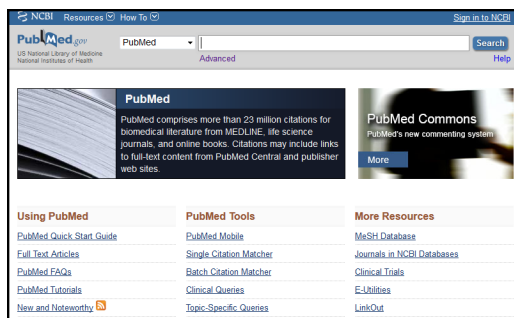 NCBI Resources How To Sign in to NCBI
PubMed.gov
US National Library of Medicine
National Institutes of Health
PubMed
Search
Advanced
Help
PubMed
PubMed comprises more than 23 million citations for
biomedical literature from MEDLINE, life science
journals, and online books. Citations may include links
to full-text content from PubMed Central and publisher
web sites.
PubMed Commons
PubMed's new commenting system
More
Using PubMed
PubMed Quick Start Guide
Full Text Articles
PubMed FAQs
PubMed Tutorials
New and Noteworthy
PubMed Tools
PubMed Mobile
Single Citation Matcher
Batch Citation Matcher
Clinical Queries
Topic-Specific Queries
More Resources
MeSH Database
Journals in NCBI Databases
Clinical Trials
E-Utilities
LinkOut